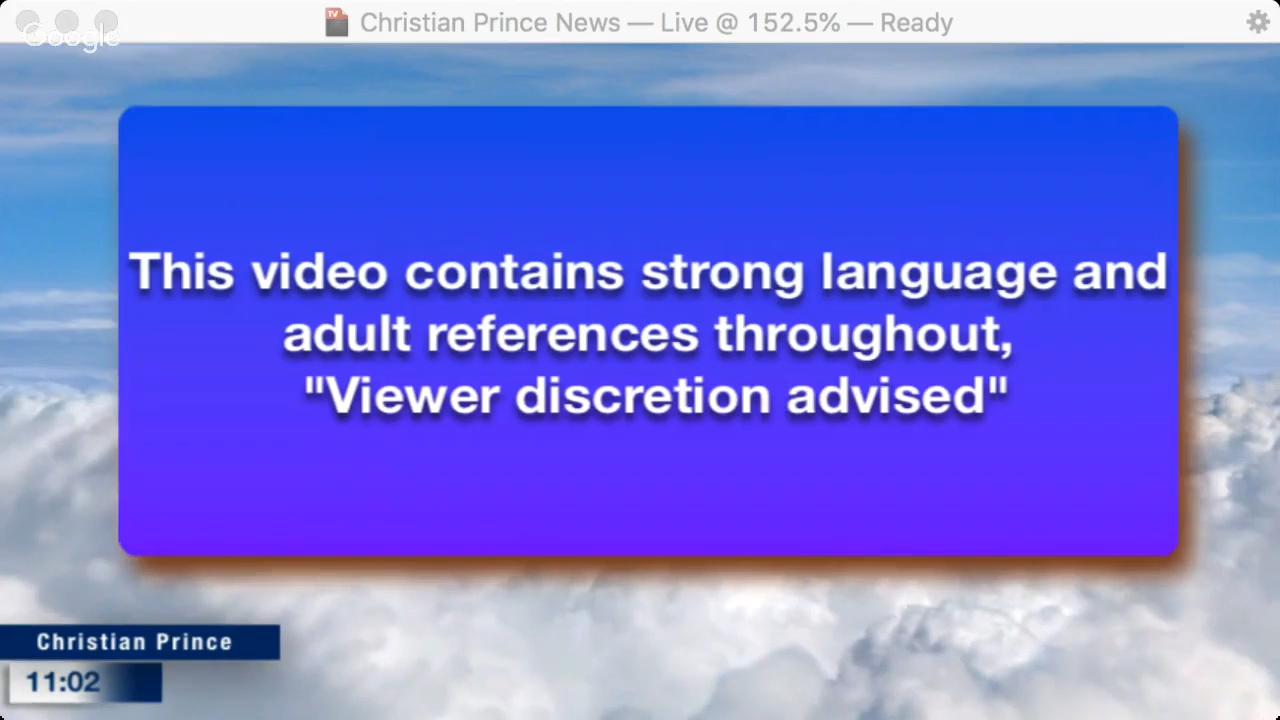 Google
Christian Prince News — Live @ 152.5% — Ready
TV
This video contains strong language and
adult references throughout,
"Viewer discretion advised"
Christian Prince
11:02